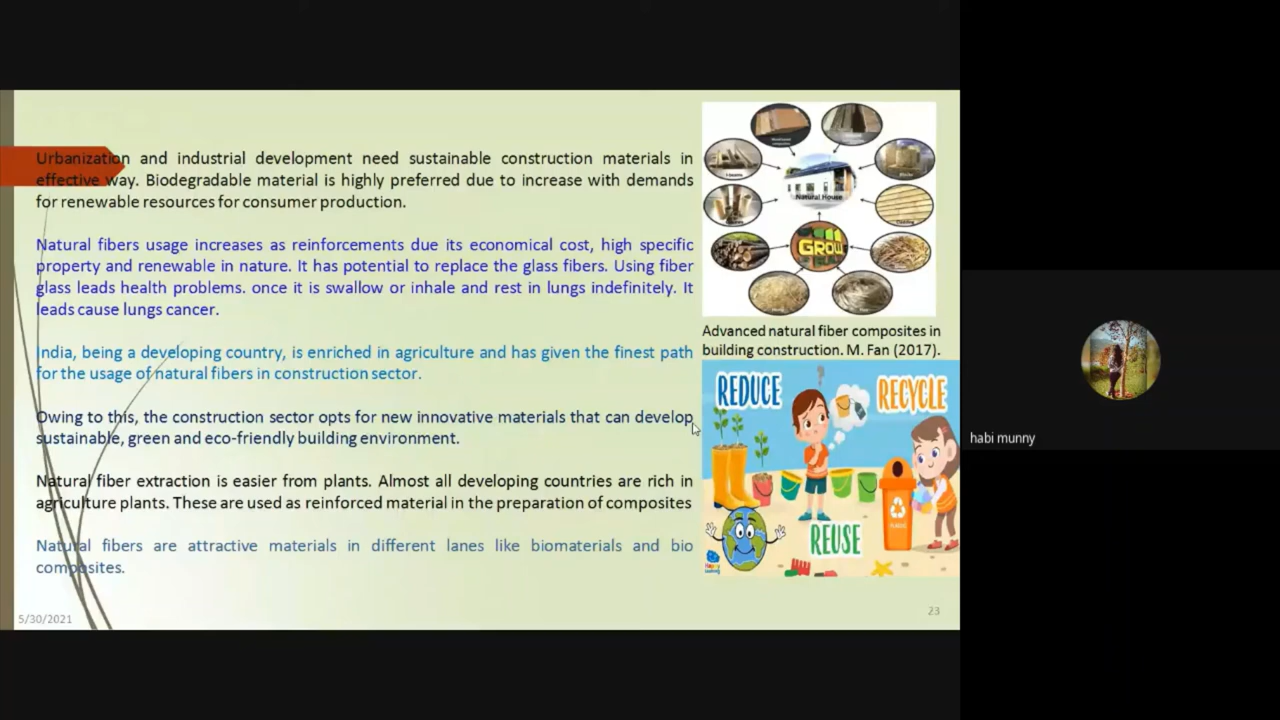 Urbanization and industrial development need sustainable construction materials in
effective way. Biodegradable material is highly preferred due to increase with demands
for renewable resources for consumer production.
Natural fibers usage increases as reinforcements due its economical cost, high specific
property and renewable in nature. It has potential to replace the glass fibers. Using fiber
glass leads health problems. once it is swallow or inhale and rest in lungs indefinitely. It
leads cause lungs cancer.
India, being a developing country, is enriched in agriculture and has given the finest path
for the usage of natural fibers in construction sector.
Owing to this, the construction sector opts for new innovative materials that can develop
sustainable, green and eco-friendly building environment.
Natural fiber extraction is easier from plants. Almost all developing countries are rich in
agriculture plants. These are used as reinforced material in the preparation of composites
Natural fibers are attractive materials in different lanes like biomaterials and bio
composites.
5/30/2021
Natural House
GROW
Advanced natural fiber composites in
building construction. M. Fan (2017).
REDUCE
RECYCLE
REUSE
23
habi munny